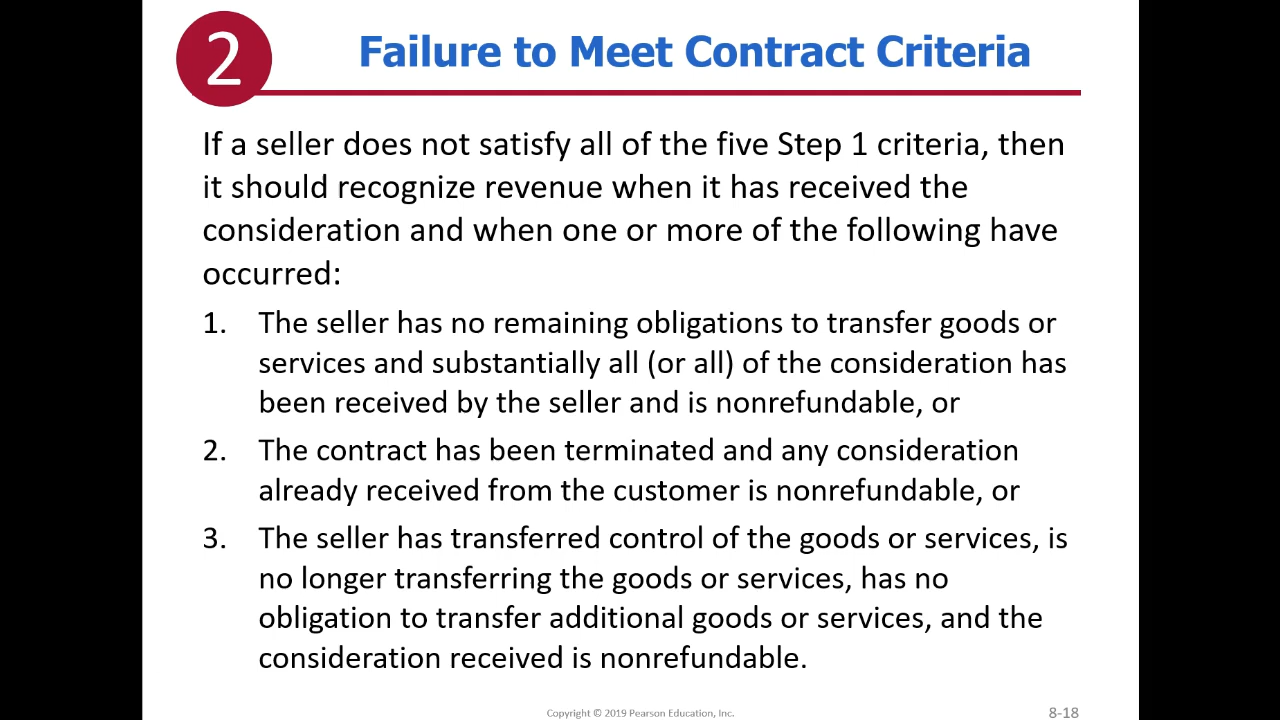 2
Failure to Meet Contract Criteria
If a seller does not satisfy all of the five Step 1 criteria, then
it should recognize revenue when it has received the
consideration and when one or more of the following have
occurred:
1. The seller has no remaining obligations to transfer goods or
services and substantially all (or all) of the consideration has
been received by the seller and is nonrefundable, or
2. The contract has been terminated and any consideration
already received from the customer is nonrefundable, or
3. The seller has transferred control of the goods or services, is
no longer transferring the goods or services, has no
obligation to transfer additional goods or services, and the
consideration received is nonrefundable.
Copyright © 2019 Pearson Education, Inc.
8-18